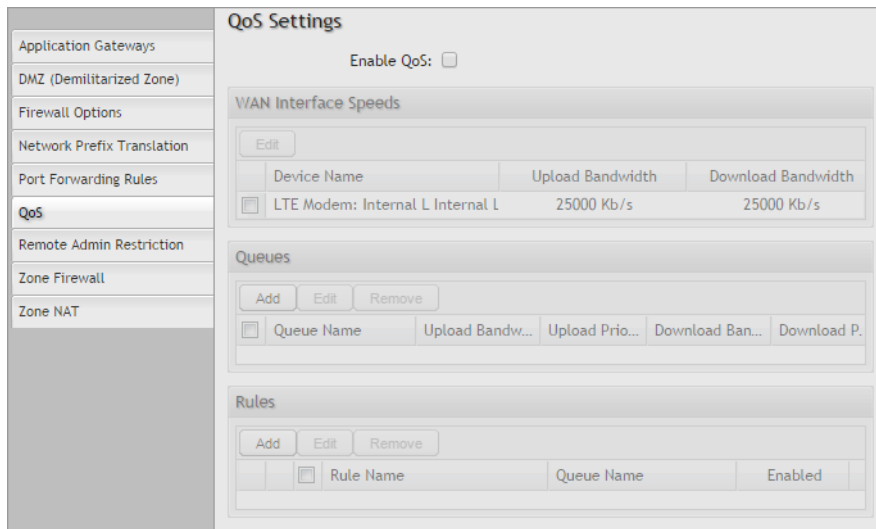 Application Gateways
DMZ (Demilitarized Zone)
Firewall Options
Network Prefix Translation
Port Forwarding Rules
QoS
Remote Admin Restriction
Zone Firewall
Zone NAT
QoS Settings
Enable QoS:
WAN Interface Speeds
Edit
Device Name Upload Bandwidth Download Bandwidth
LTE Modem: Internal L Internal L 25000 Kb/s 25000 Kb/s
Queues
Add Edit Remove
Queue Name Upload Bandw... Upload Prio... Download Ban... Download P.
Rules
Add Edit Remove
Rule Name Queue Name Enabled